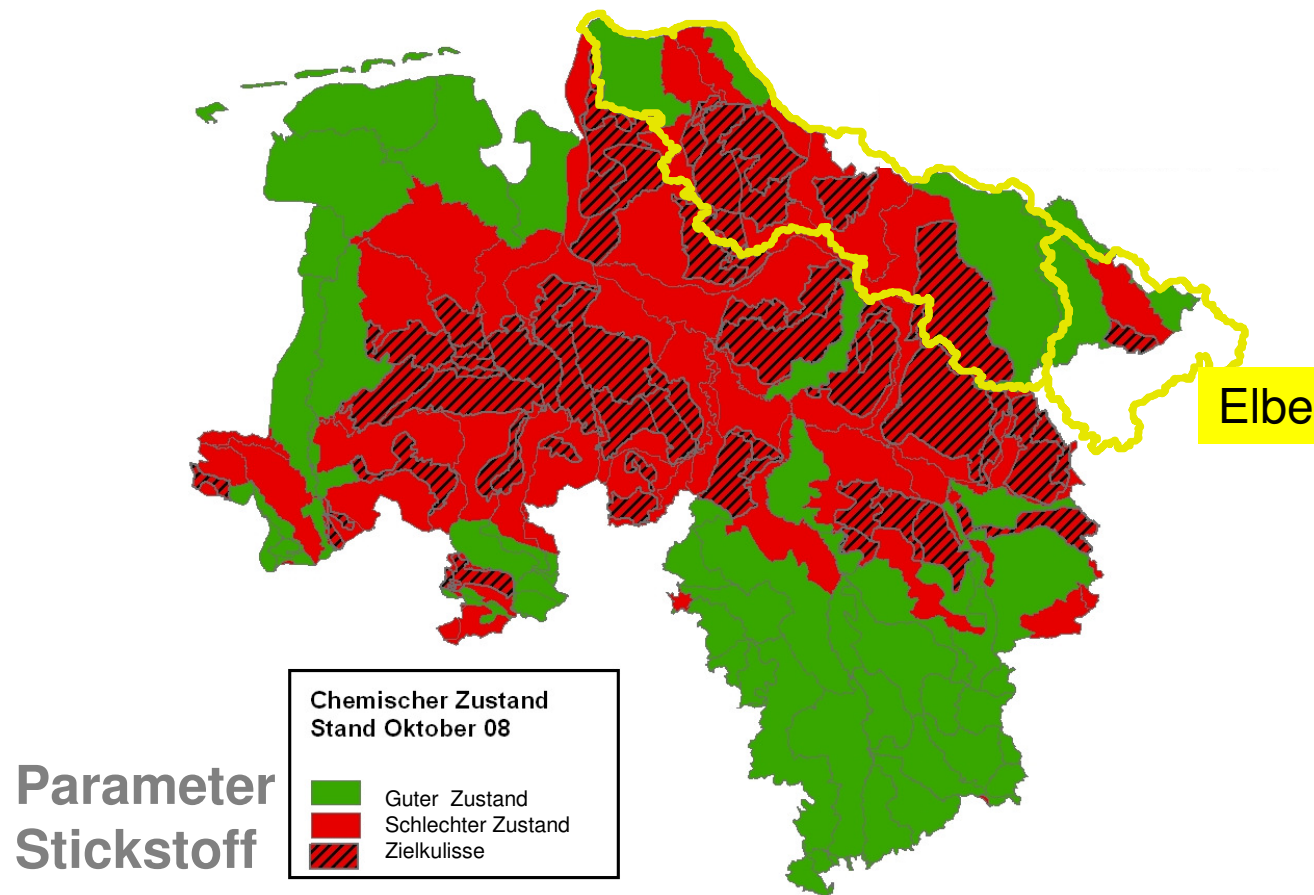 Elbe
Chemischer Zustand
Stand Oktober 08
Guter Zustand
Schlechter Zustand
Zielkulisse
Parameter
Stickstoff